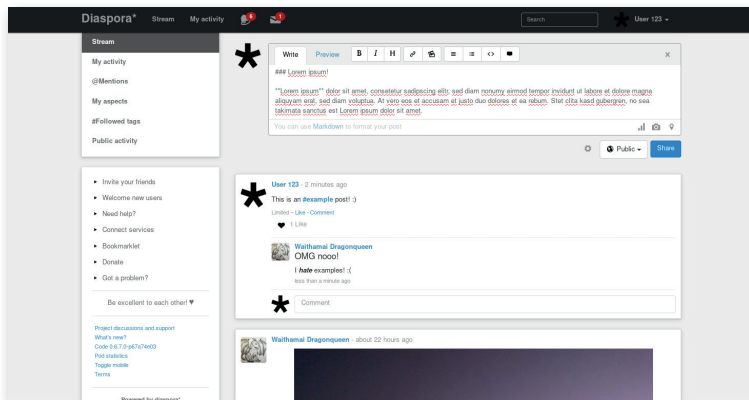 Diaspora* Stream My activity 6 1 Search User 123
Stream
My activity
@Mentions
My aspects
#Followed tags
Public activity
Invite your friends
Welcome new users
Need help?
Connect services
Bookmarklet
Donate
Got a problem?
Be excellent to each other! ♥
Project discussions and support
What's new?
Code 0.6.7.0-p67a74e03
Pod statistics
Toggle mobile
Terms
Powered by diaspora*
Write Preview B I H
### Lorem ipsum!
**Lorem ipsum** dolor sit amet, consetetur sadipscing elitr, sed diam nonumy eirmod tempor invidunt ut labore et dolore magna
aliquyam erat, sed diam voluptua. At vero eos et accusam et justo duo dolores et ea rebum. Stet clita kasd gubergren, no sea
takimata sanctus est Lorem ipsum dolor sit amet.
You can use Markdown to format your post
Public Share
User 123 - 2 minutes ago
This is an #example post! :)
Limited – Like · Comment
1 Like
Waithamai Dragonqueen
OMG nooo!
I hate examples! :(
less than a minute ago
Comment
Waithamai Dragonqueen - about 22 hours ago